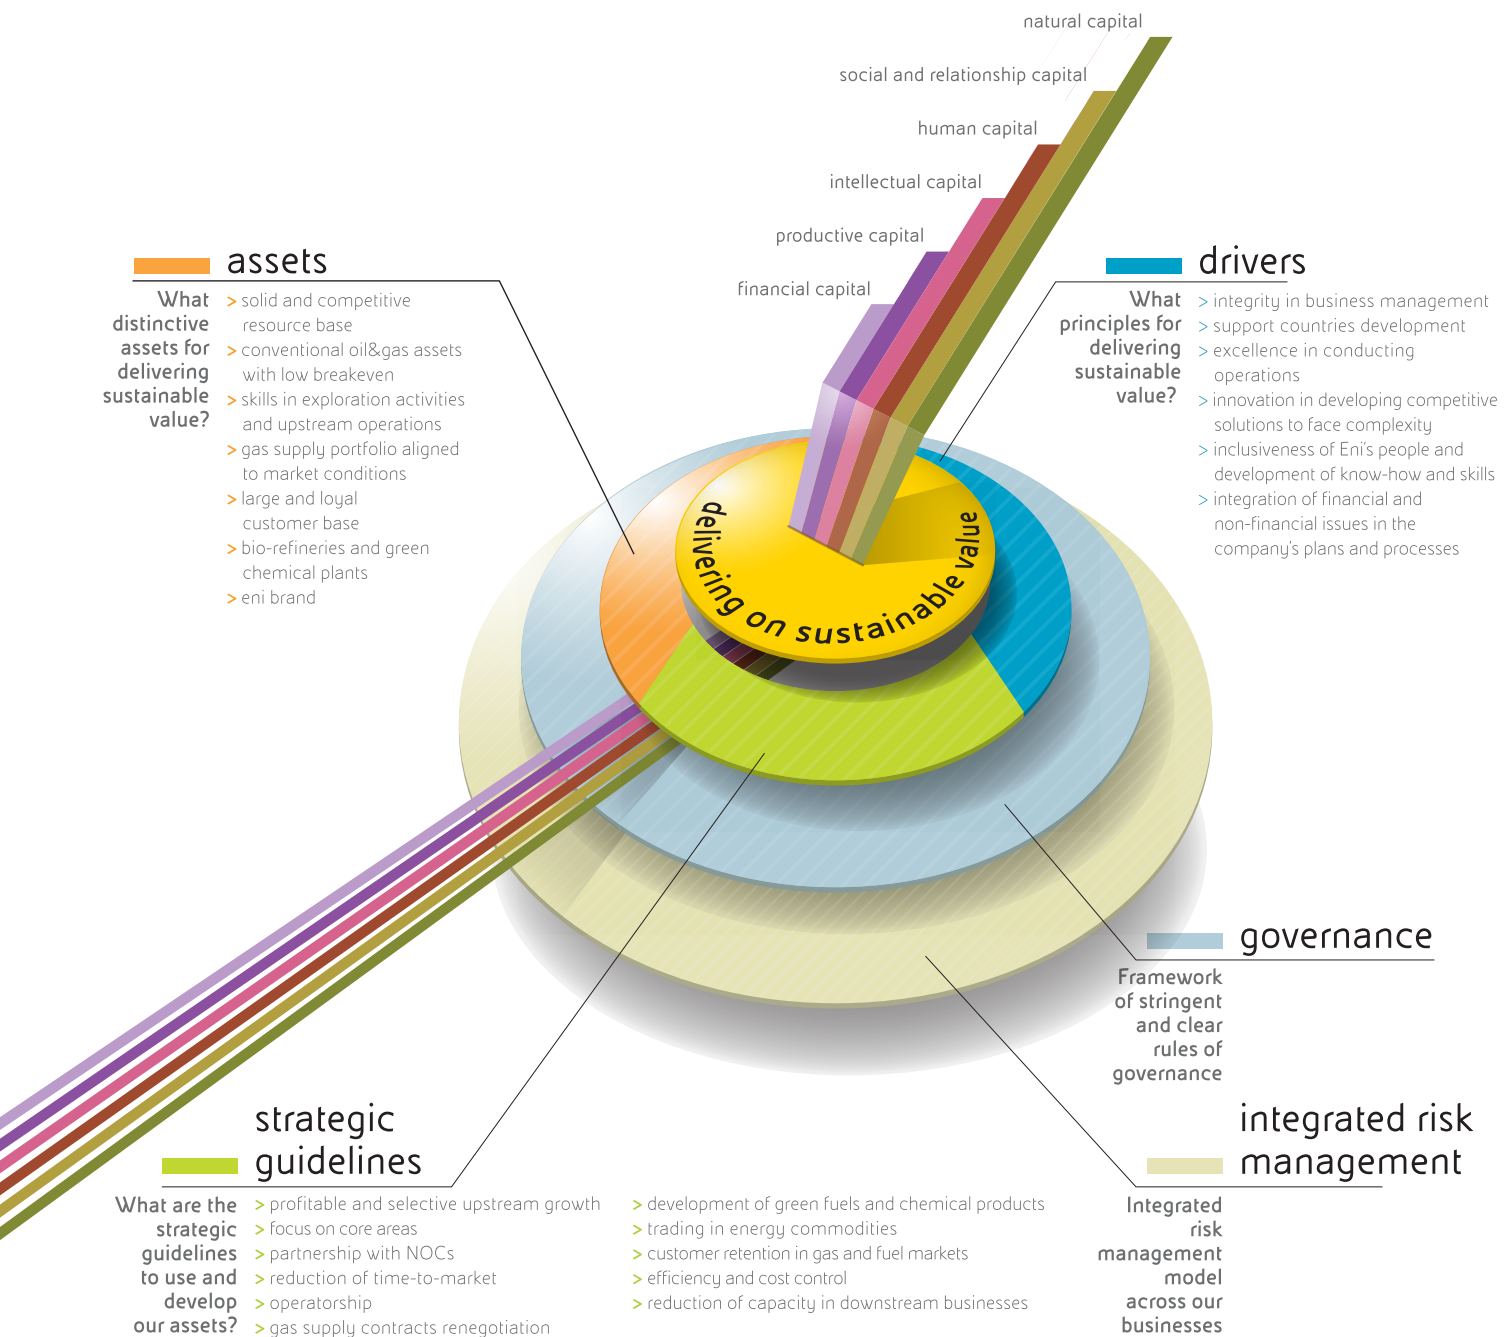 natural capital
social and relationship capital
human capital
intellectual capital
productive capital
financial capital
assets
What
distinctive
assets for
delivering
sustainable
value?
> solid and competitive
resource base
> conventional oil&gas assets
with low breakeven
> skills in exploration activities
and upstream operations
> gas supply portfolio aligned
to market conditions
> large and loyal
customer base
> bio-refineries and green
chemical plants
> eni brand
drivers
What
principles for
delivering
sustainable
value?
> integrity in business management
> support countries development
> excellence in conducting
operations
> innovation in developing competitive
solutions to face complexity
> inclusiveness of Eni's people and
development of know-how and skills
> integration of financial and
non-financial issues in the
company's plans and processes
delivering on sustainable value
governance
Framework
of stringent
and clear
rules of
governance
strategic
guidelines
What are the
strategic
guidelines
to use and
develop
our assets?
> profitable and selective upstream growth
> focus on core areas
> partnership with NOCs
> reduction of time-to-market
> operatorship
> gas supply contracts renegotiation
> development of green fuels and chemical products
> trading in energy commodities
> customer retention in gas and fuel markets
> efficiency and cost control
> reduction of capacity in downstream businesses
integrated risk
management
Integrated
risk
management
model
across our
businesses